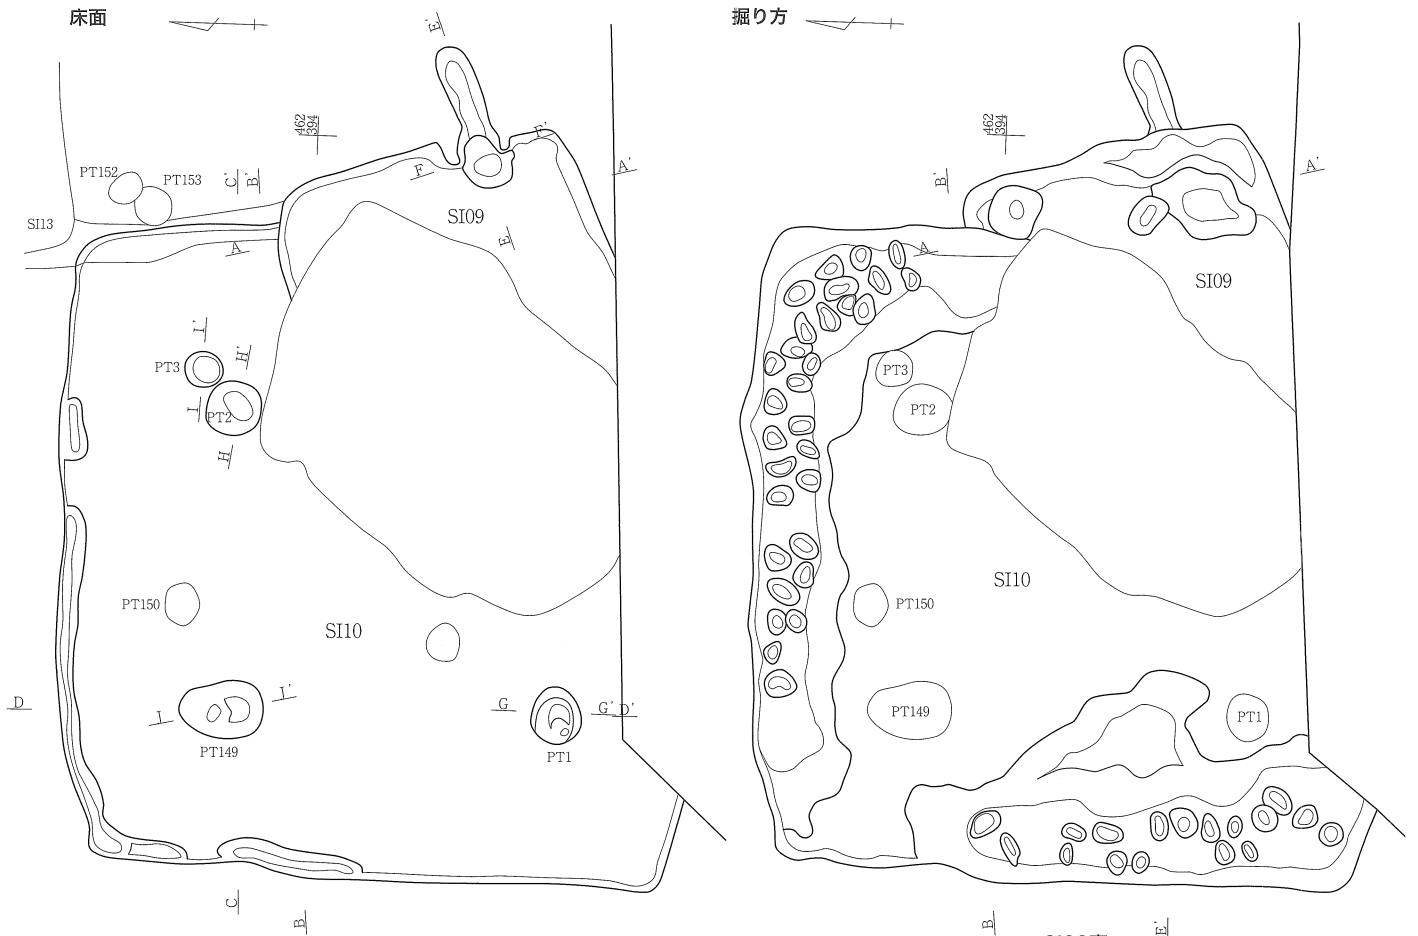 床面
E'
462
394
F'
A'
PT152
PT153
C'
B'
F
SI13
SI09
A
E
I'
H'
PT3
I
PT2
H
PT150
SI10
D
I
I'
G
G'
D'
PT149
PT1
C
B
掘り方
462
394
A'
B'
A
SI09
PT3
PT2
SI10
PT150
PT149
PT1
B
E'